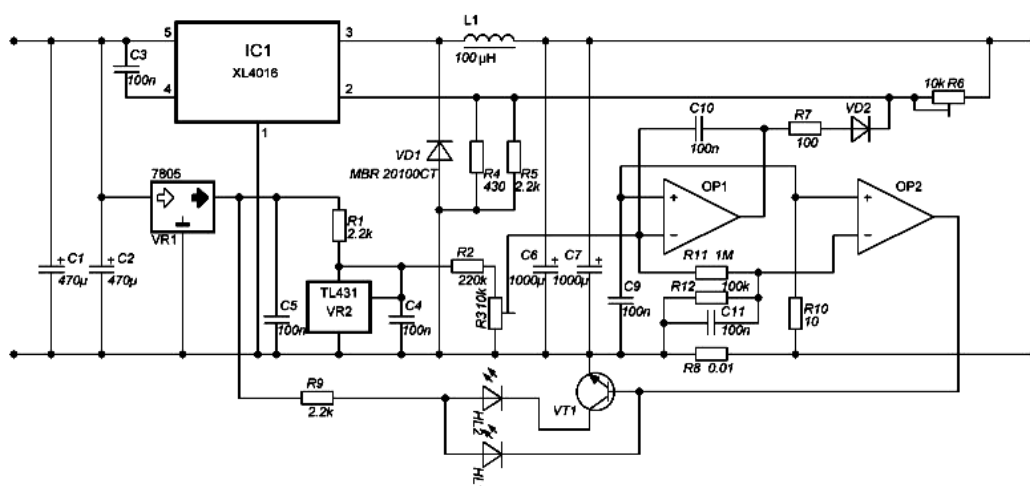 L1
5
3
C3
IC1
100 µH
XL4016
100n
4
2
10k R6
1
C10
R7
VD2
100n
100
VD1
R4
R5
MBR 20100CT
430
2.2k
7805
OP1
OP2
+
+
R1
VR1
2.2k
-
-
R2
C6
C7
R11 1M
+
C1
+
C2
+
+
470µ
470µ
TL431
220k
1000µ
1000µ
100k
C5
VR2
C4
R310k
C9
R12
C11
R10
100n
100n
100n
100n
10
R8 0.01
R9
2.2k
VT1
HL2
HL